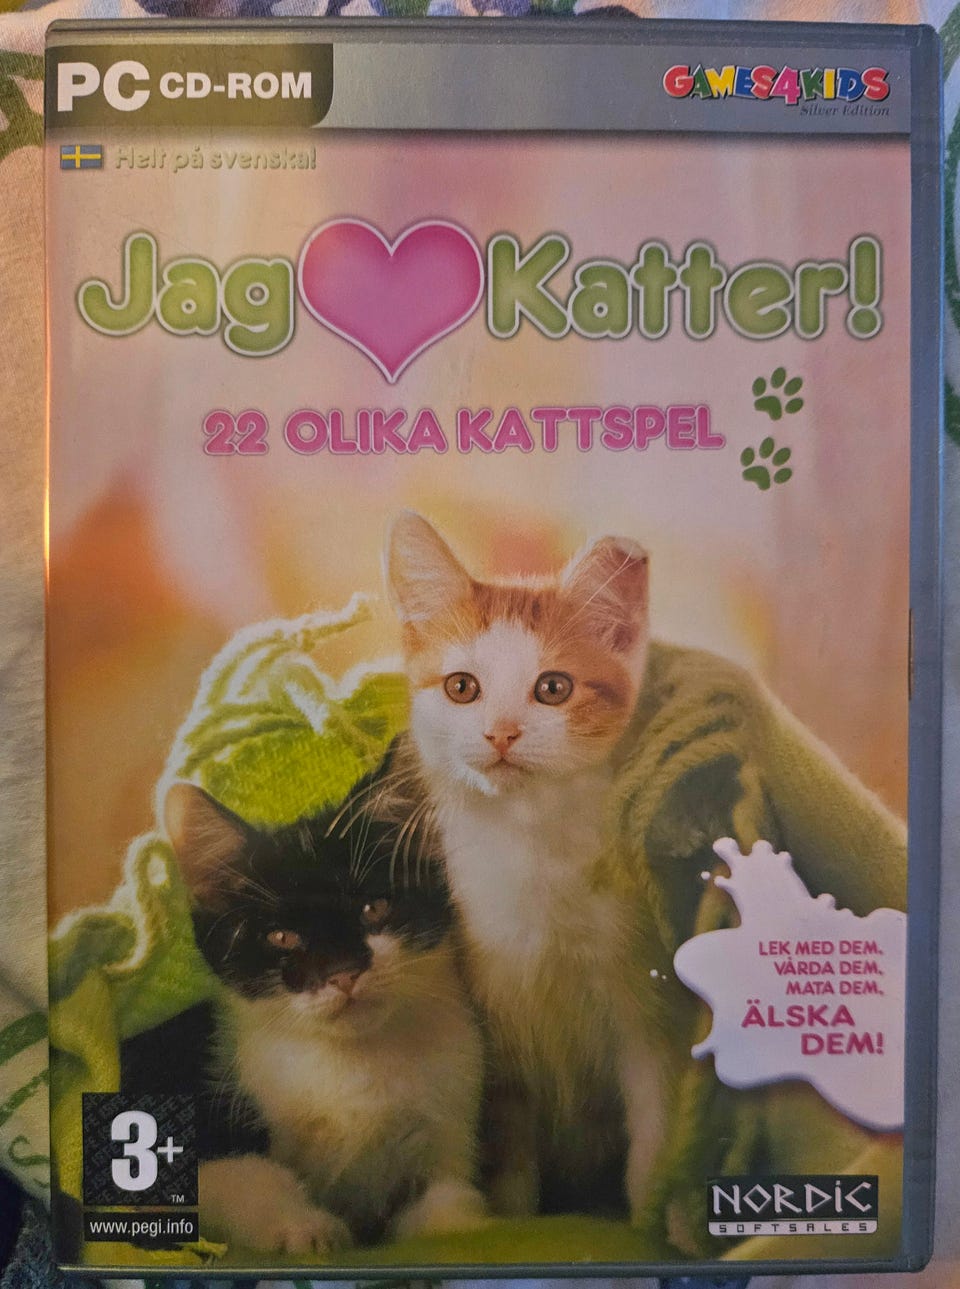 PC CD-ROM
GAMES4KIDS
Silver Edition
Helt på svenska!
Jag Katter!
22 OLIKA KATTSPEL
LEK MED DEM,
VÅRDA DEM,
MATA DEM,
ÄLSKA
DEM!
3+
TM
www.pegi.info
NORDIC
SOFTSALES